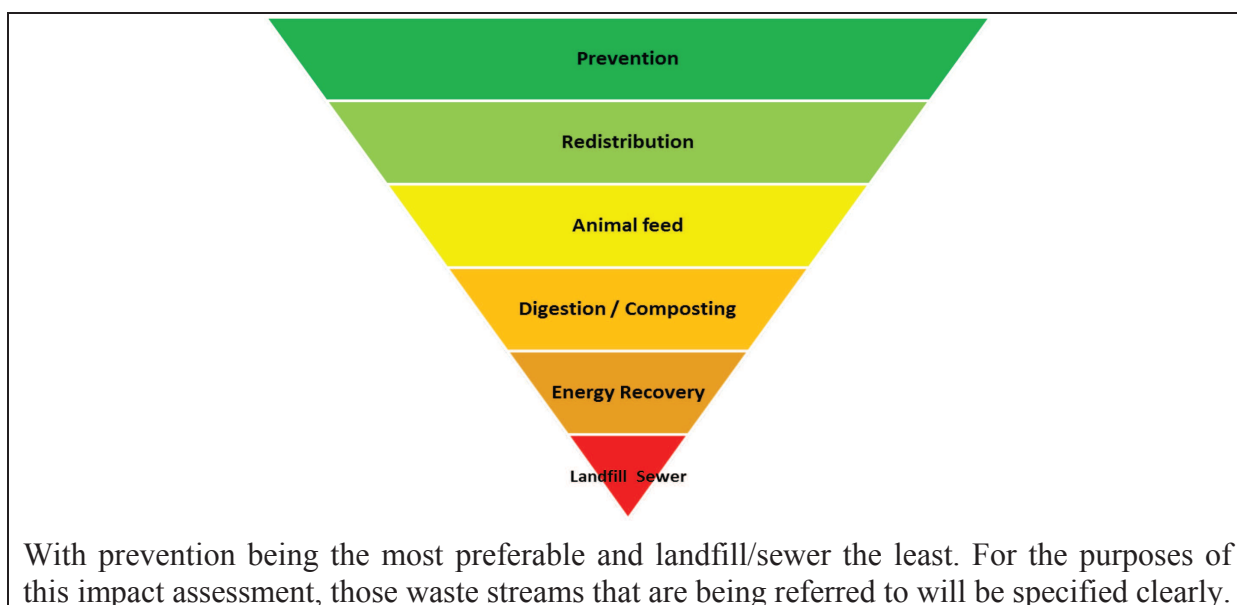 Prevention
Redistribution
Animal feed
Digestion / Composting
Energy Recovery
Landfill Sewer
With prevention being the most preferable and landfill/sewer the least. For the purposes of
this impact assessment, those waste streams that are being referred to will be specified clearly.